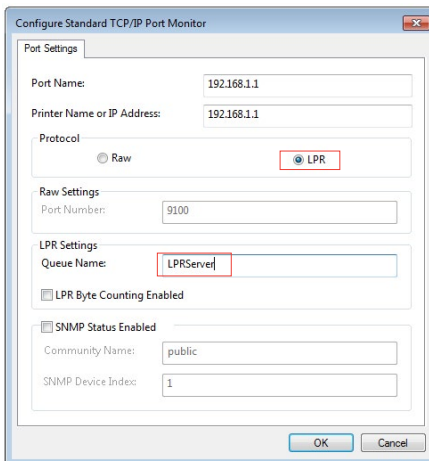 Configure Standard TCP/IP Port Monitor
Port Settings
Port Name: 192.168.1.1
Printer Name or IP Address: 192.168.1.1
Protocol
Raw LPR
Raw Settings
Port Number: 9100
LPR Settings
Queue Name: LPRServer
LPR Byte Counting Enabled
SNMP Status Enabled
Community Name: public
SNMP Device Index: 1
OK Cancel